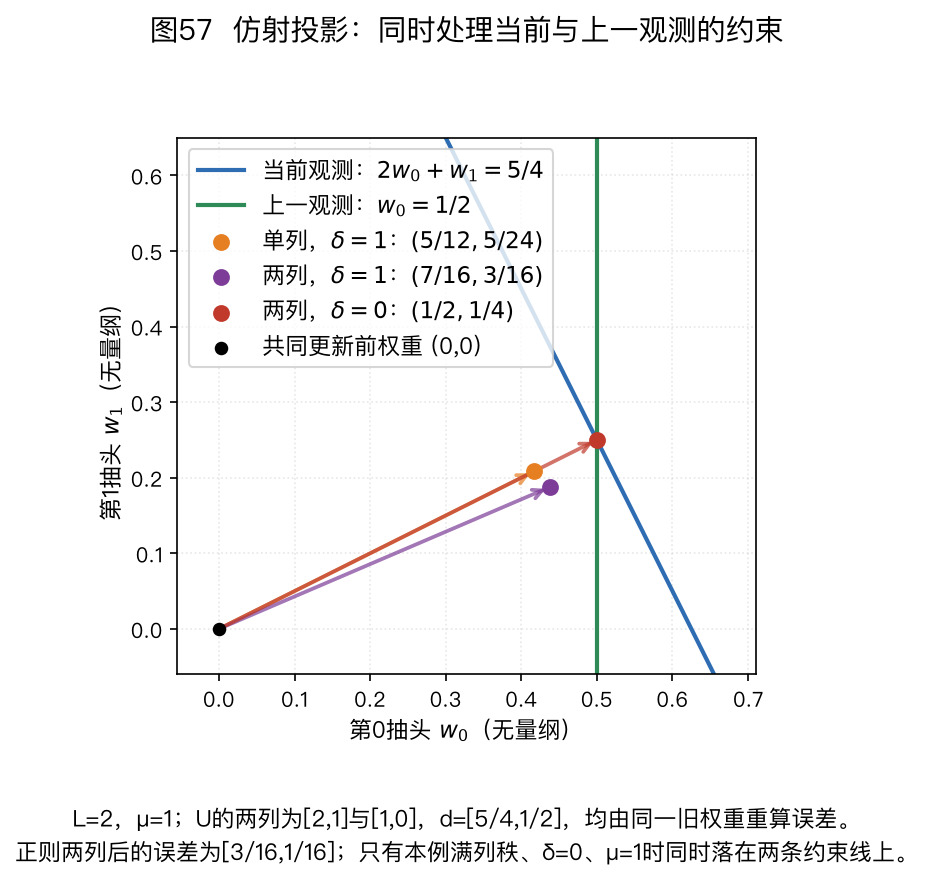 图57 仿射投影：同时处理当前与上一观测的约束
当前观测：2w₀ + w₁ = 5/4
上一观测：w₀ = 1/2
单列，δ = 1：(5/12, 5/24)
两列，δ = 1：(7/16, 3/16)
两列，δ = 0：(1/2, 1/4)
共同更新前权重 (0,0)
第1抽头 w₁（无量纲）
0.6
0.5
0.4
0.3
0.2
0.1
0.0
0.0 0.1 0.2 0.3 0.4 0.5 0.6 0.7
第0抽头 w₀（无量纲）
L=2，μ=1；U的两列为[2,1]与[1,0]，d=[5/4,1/2]，均由同一旧权重重算误差。
正则两列后的误差为[3/16,1/16]；只有本例满列秩、δ=0、μ=1时同时落在两条约束线上。